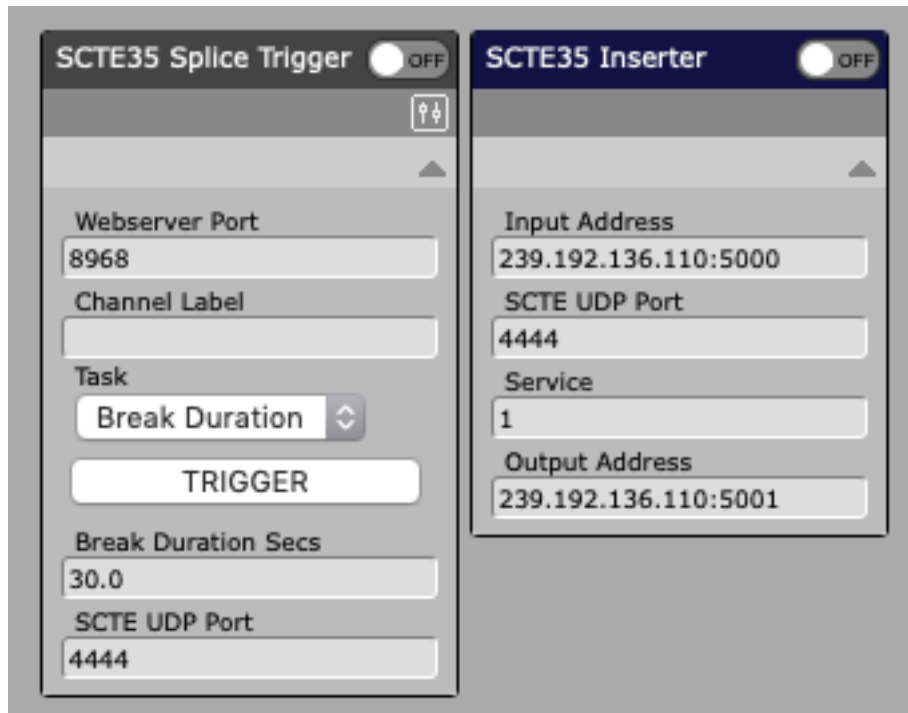 SCTE35 Splice Trigger OFF
Webserver Port
8968
Channel Label
Task
Break Duration
TRIGGER
Break Duration Secs
30.0
SCTE UDP Port
4444
SCTE35 Inserter OFF
Input Address
239.192.136.110:5000
SCTE UDP Port
4444
Service
1
Output Address
239.192.136.110:5001